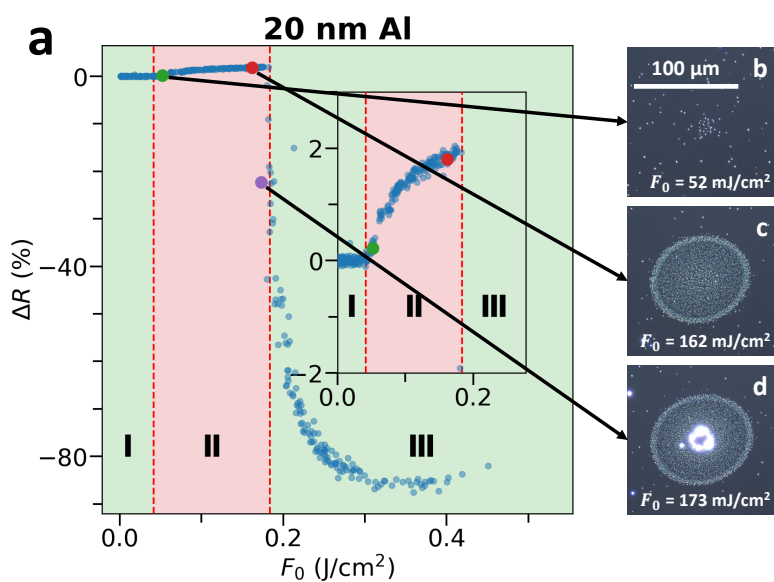 a
20 nm Al
0
−40
−80
ΔR (%)
I
II
III
0.0
0.2
0.4
F₀ (J/cm²)
2
0
−2
0.0
0.2
I
II
III
100 μm
b
F₀ = 52 mJ/cm²
c
F₀ = 162 mJ/cm²
d
F₀ = 173 mJ/cm²